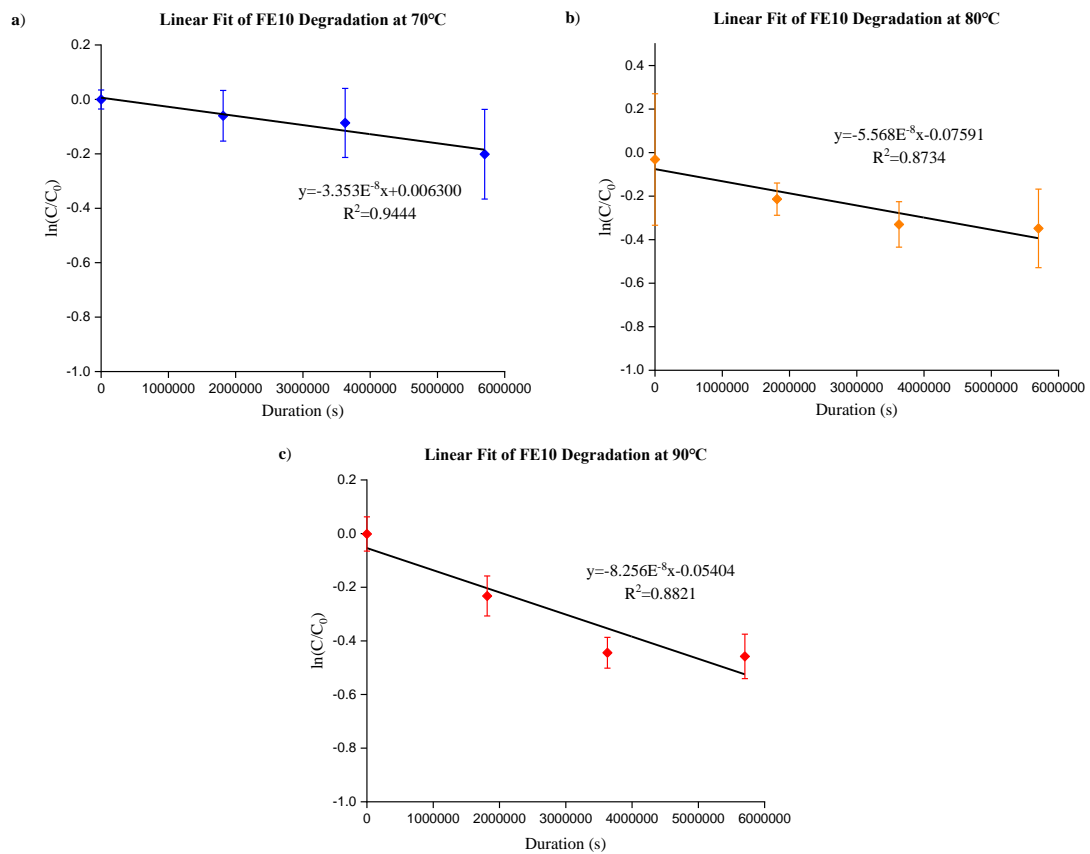 a)
Linear Fit of FE10 Degradation at 70°C
0.2
0.0
-0.2
-0.4
-0.6
-0.8
-1.0
ln(C/C₀)
y=-3.353E⁻⁸x+0.006300
R²=0.9444
0 1000000 2000000 3000000 4000000 5000000 6000000
Duration (s)
b)
Linear Fit of FE10 Degradation at 80°C
0.4
0.2
0.0
-0.2
-0.4
-0.6
-0.8
-1.0
ln(C/C₀)
y=-5.568E⁻⁸x-0.07591
R²=0.8734
0 1000000 2000000 3000000 4000000 5000000 6000000
Duration (s)
c)
Linear Fit of FE10 Degradation at 90°C
0.2
0.0
-0.2
-0.4
-0.6
-0.8
-1.0
ln(C/C₀)
y=-8.256E⁻⁸x-0.05404
R²=0.8821
0 1000000 2000000 3000000 4000000 5000000 6000000
Duration (s)